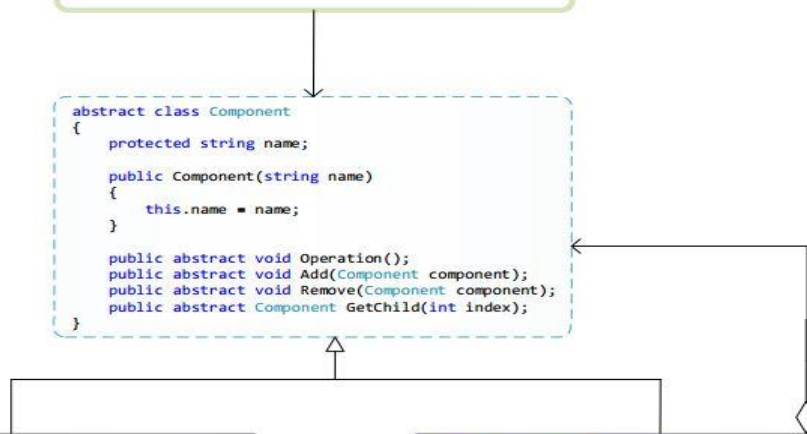 abstract class Component
{
protected string name;
public Component(string name)
{
this.name = name;
}
public abstract void Operation();
public abstract void Add(Component component);
public abstract void Remove(Component component);
public abstract Component GetChild(int index);
}